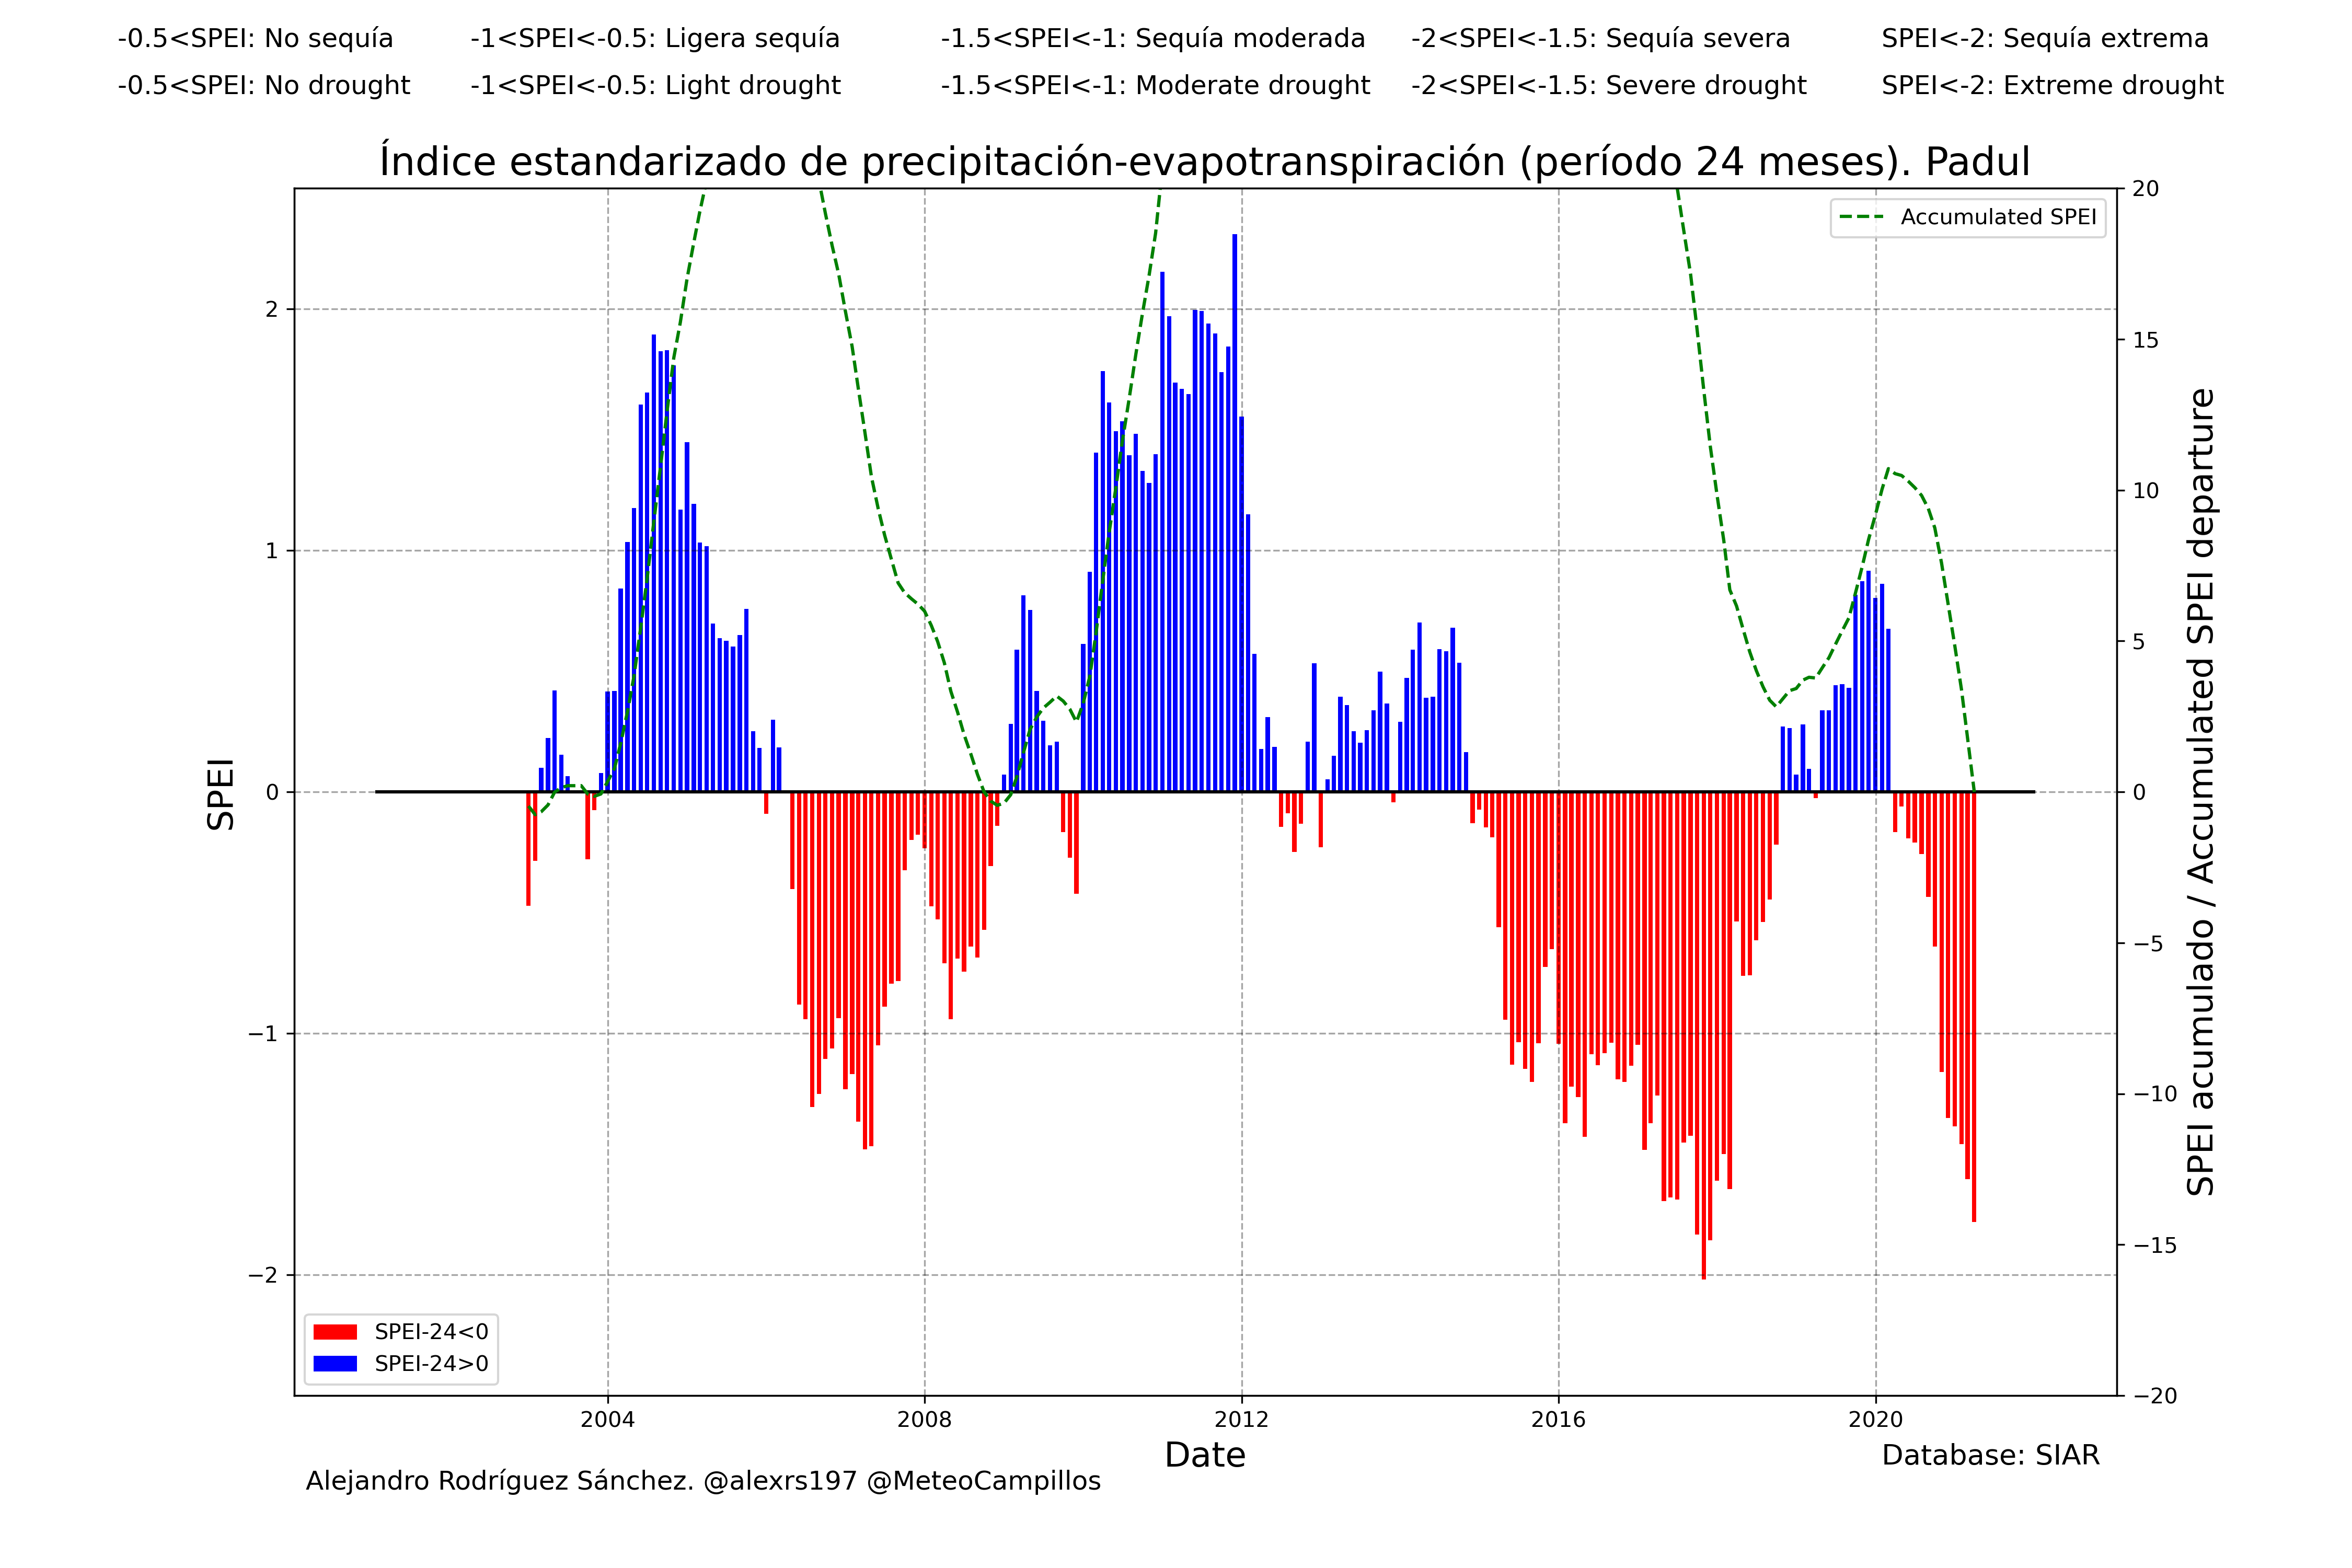 -0.5<SPEI: No sequía -1<SPEI<-0.5: Ligera sequía -1.5<SPEI<-1: Sequía moderada -2<SPEI<-1.5: Sequía severa SPEI<-2: Sequía extrema
-0.5<SPEI: No drought -1<SPEI<-0.5: Light drought -1.5<SPEI<-1: Moderate drought -2<SPEI<-1.5: Severe drought SPEI<-2: Extreme drought
Índice estandarizado de precipitación-evapotranspiración (período 24 meses). Padul
Accumulated SPEI
SPEI
2
1
0
−1
−2
20
15
10
5
0
−5
−10
−15
−20
SPEI acumulado / Accumulated SPEI departure
SPEI-24<0
SPEI-24>0
2004 2008 2012 2016 2020
Date
Database: SIAR
Alejandro Rodríguez Sánchez. @alexrs197 @MeteoCampillos